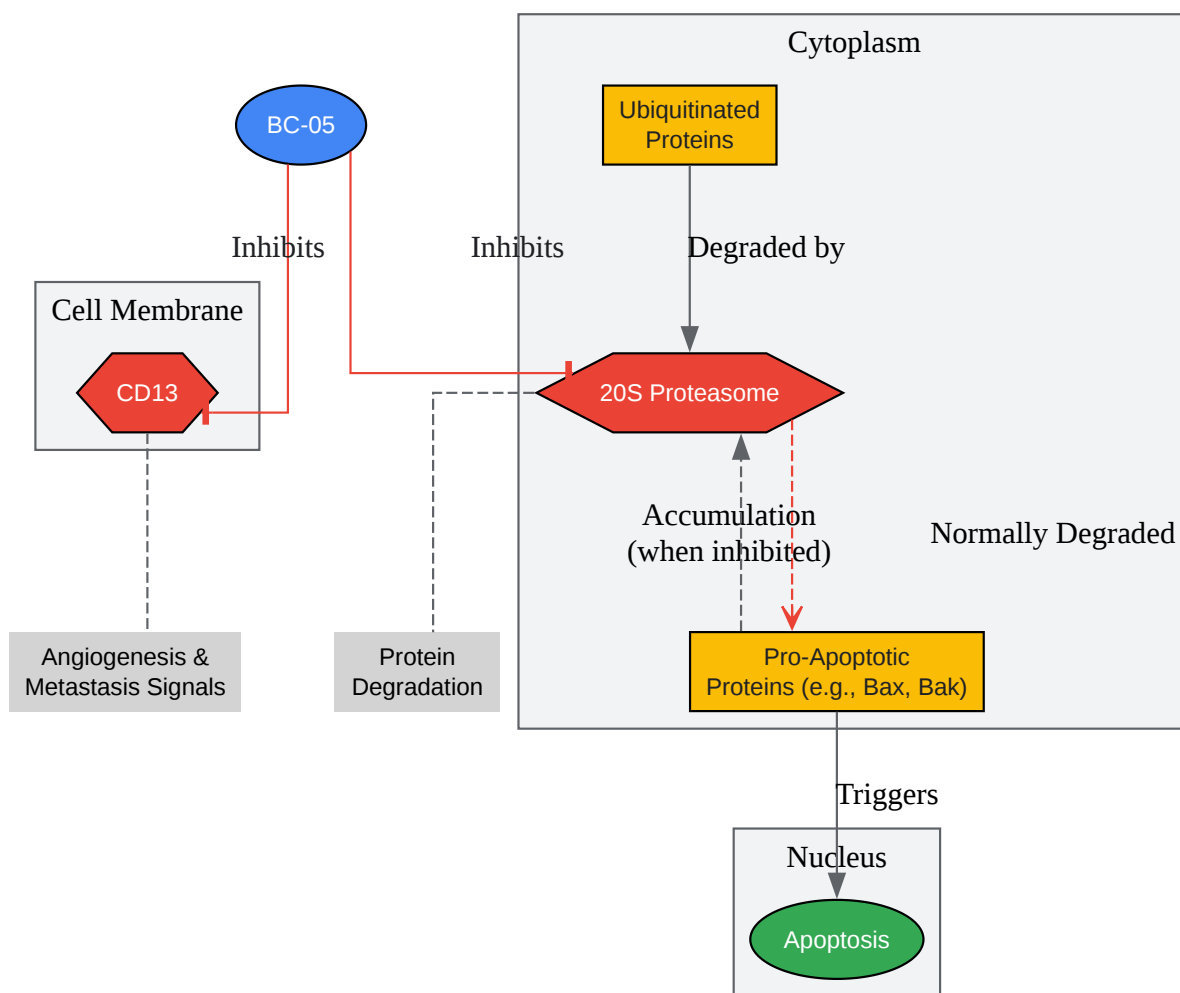 Cytoplasm
BC-05
Ubiquitinated
Proteins
Inhibits
Inhibits
Degraded by
Cell Membrane
CD13
20S Proteasome
Accumulation
(when inhibited)
Normally Degraded
Angiogenesis &
Metastasis Signals
Protein
Degradation
Pro-Apoptotic
Proteins (e.g., Bax, Bak)
Triggers
Nucleus
Apoptosis